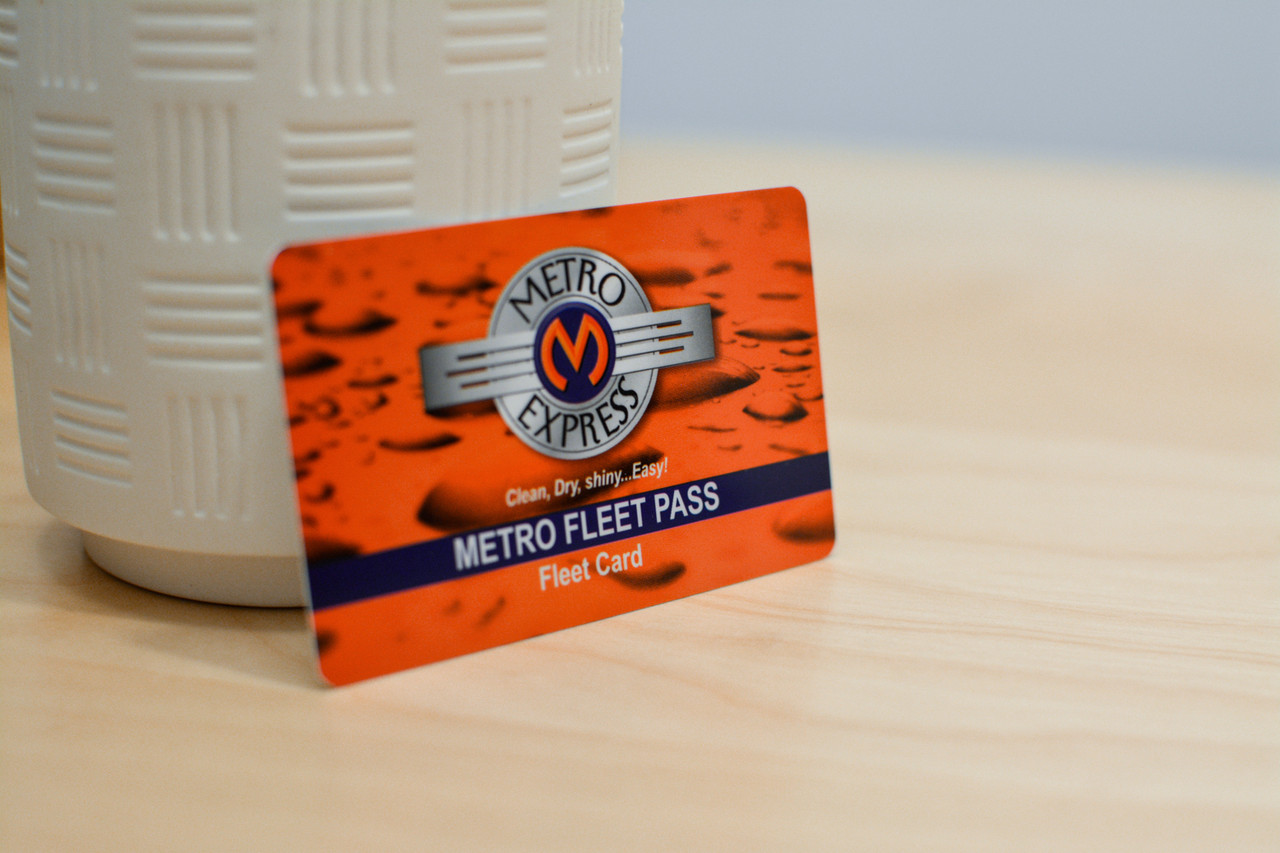 METRO
M
EXPRESS
Clean, Dry, shiny...Easy!
METRO FLEET PASS
Fleet Card